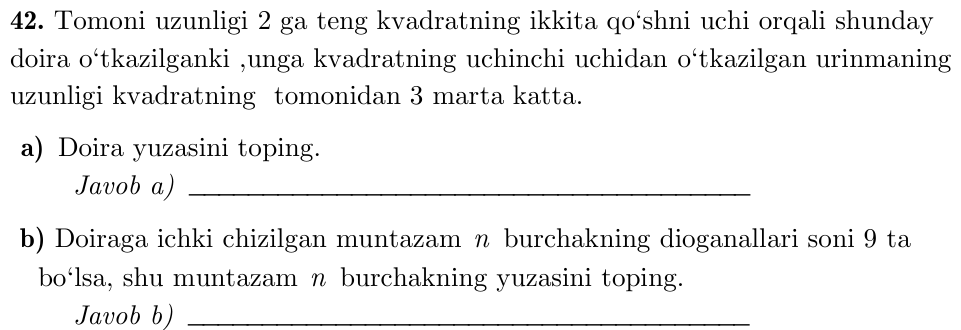 42. Tomoni uzunligi 2 ga teng kvadratning ikkita qo‘shni uchi orqali shunday
doira o‘tkazilganki ,unga kvadratning uchinchi uchidan o‘tkazilgan urinmaning
uzunligi kvadratning tomonidan 3 marta katta.
a) Doira yuzasini toping.
Javob a) ________________________________________
b) Doiraga ichki chizilgan muntazam n burchakning dioganallari soni 9 ta
bo‘lsa, shu muntazam n burchakning yuzasini toping.
Javob b) ________________________________________